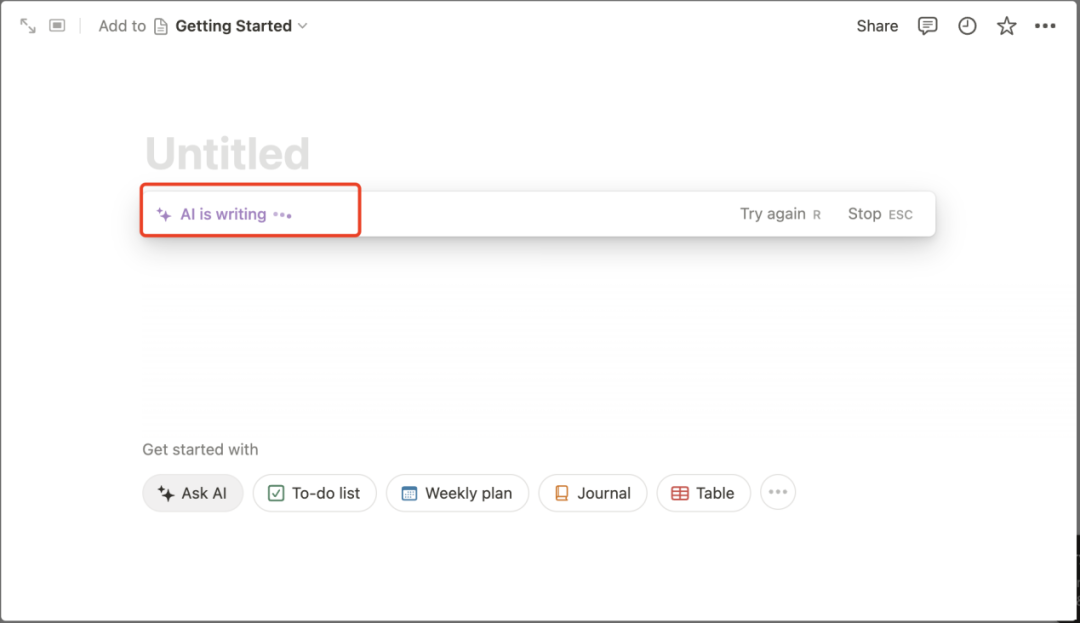 Add to Getting Started Share
Untitled
AI is writing Try again R Stop ESC
Get started with
Ask AI To-do list Weekly plan Journal Table